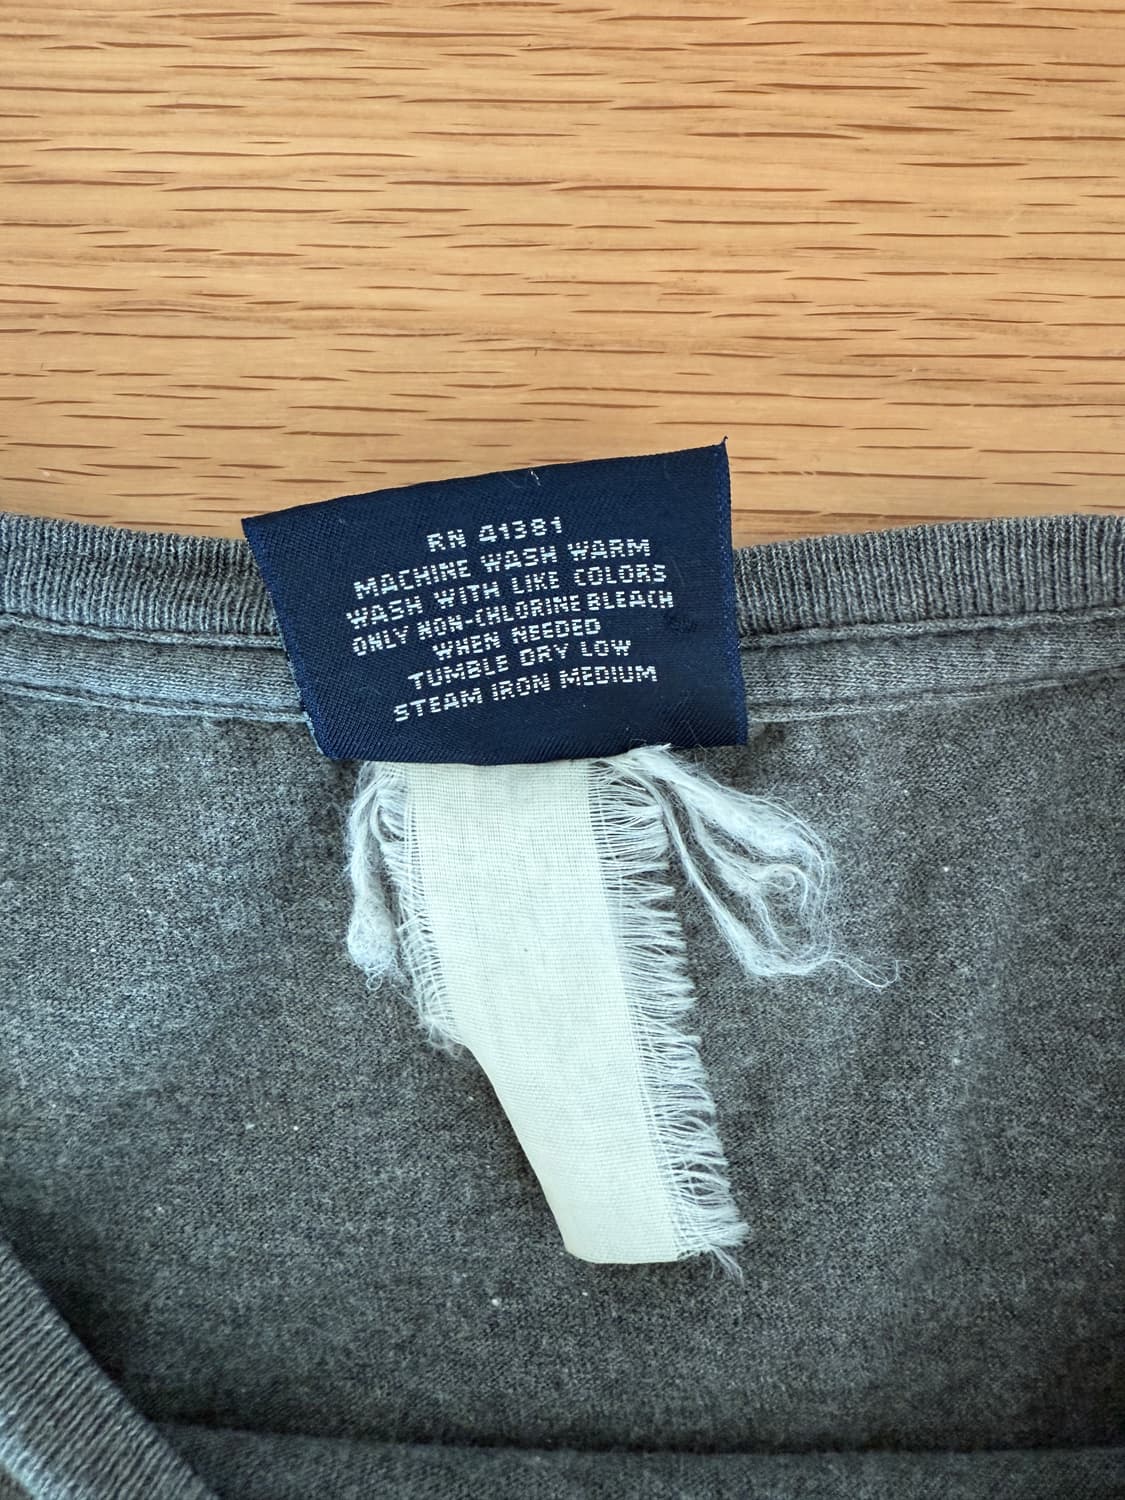 RN 41381
MACHINE WASH WARM
WASH WITH LIKE COLORS
ONLY NON-CHLORINE BLEACH
WHEN NEEDED
TUMBLE DRY LOW
STEAM IRON MEDIUM